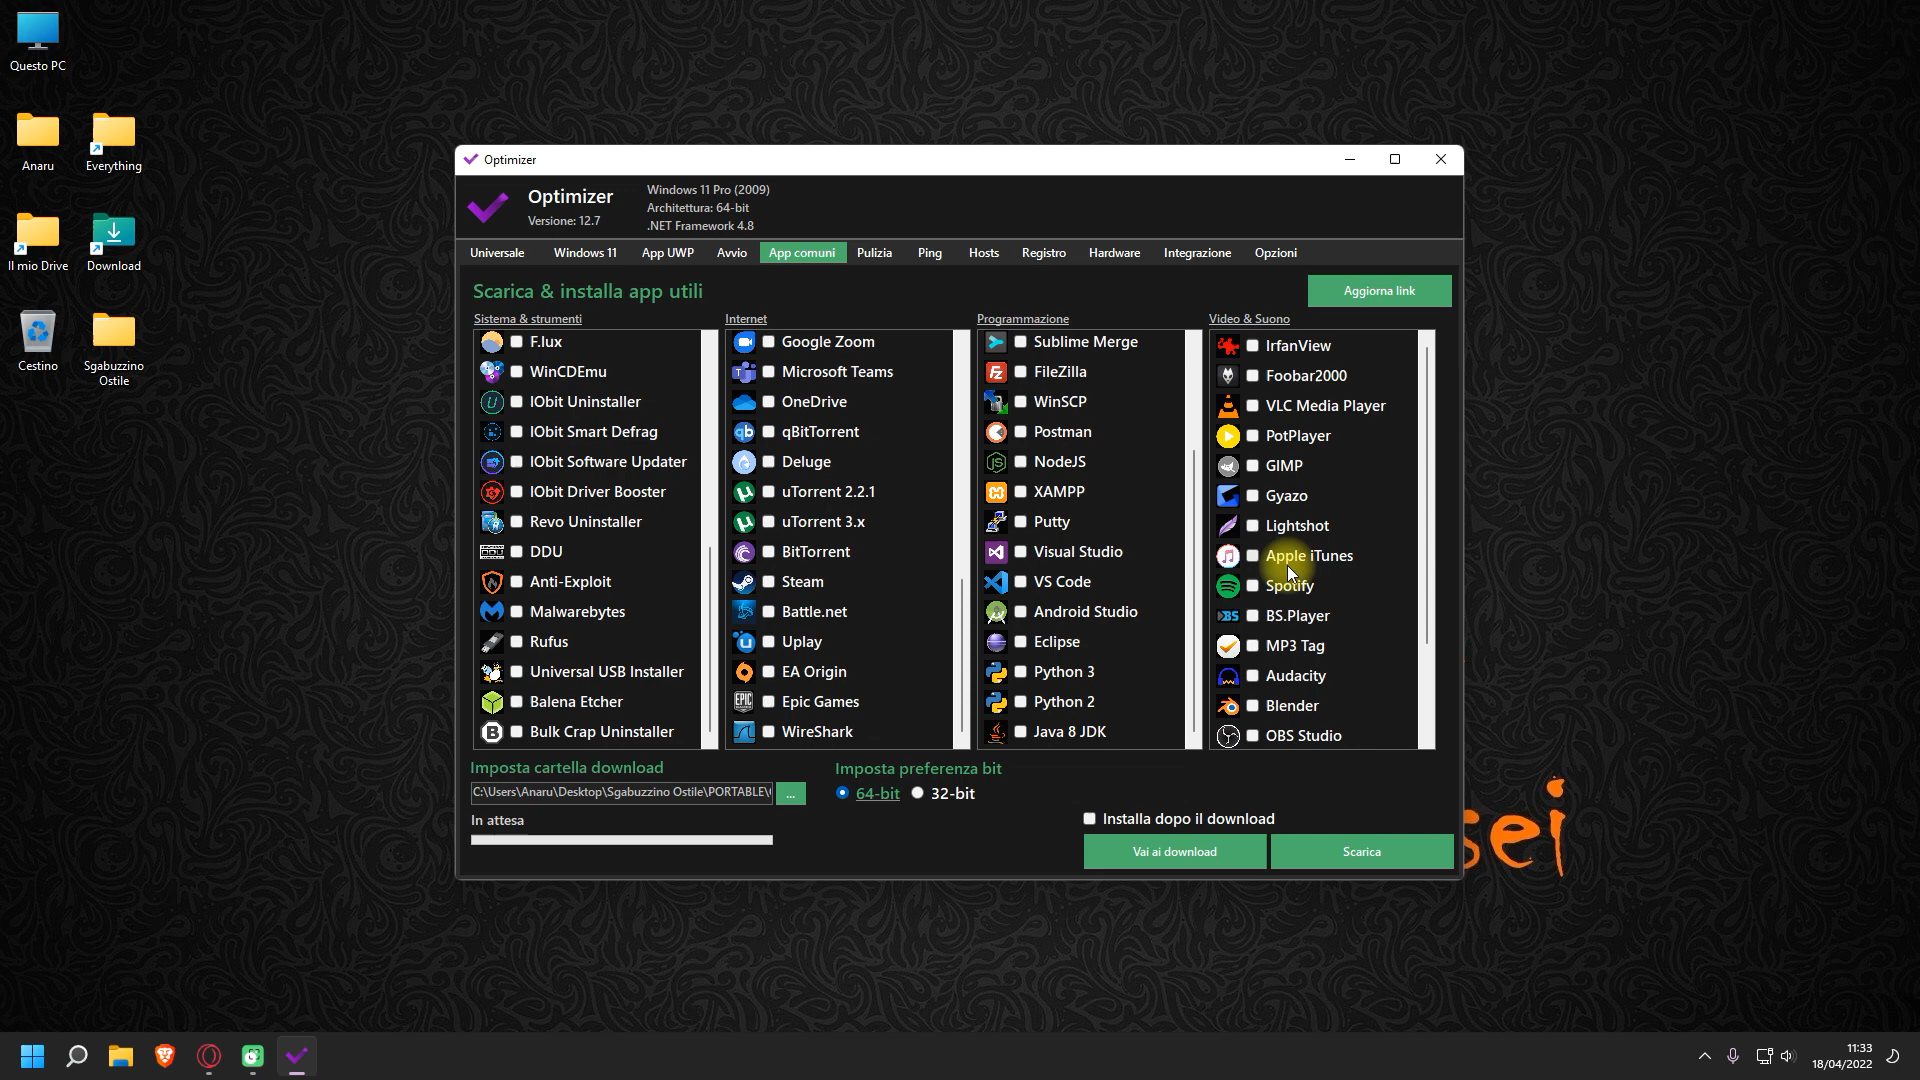 Questo PC
Anaru
Everything
Il mio Drive
Download
Cestino
Sgabuzzino
Ostile
Optimizer
Optimizer
Versione: 12.7
Windows 11 Pro (2009)
Architettura: 64-bit
.NET Framework 4.8
Universale
Windows 11
App UWP
Avvio
App comuni
Pulizia
Ping
Hosts
Registro
Hardware
Integrazione
Opzioni
Scarica & installa app utili
Aggiorna link
Sistema & strumenti
F.lux
WinCDEmu
IObit Uninstaller
IObit Smart Defrag
IObit Software Updater
IObit Driver Booster
Revo Uninstaller
DDU
Anti-Exploit
Malwarebytes
Rufus
Universal USB Installer
Balena Etcher
Bulk Crap Uninstaller
Internet
Google Zoom
Microsoft Teams
OneDrive
qBitTorrent
Deluge
uTorrent 2.2.1
uTorrent 3.x
BitTorrent
Steam
Battle.net
Uplay
EA Origin
Epic Games
WireShark
Programmazione
Sublime Merge
FileZilla
WinSCP
Postman
NodeJS
XAMPP
Putty
Visual Studio
VS Code
Android Studio
Eclipse
Python 3
Python 2
Java 8 JDK
Video & Suono
IrfanView
Foobar2000
VLC Media Player
PotPlayer
GIMP
Gyazo
Lightshot
Apple iTunes
Spotify
BS.Player
MP3 Tag
Audacity
Blender
OBS Studio
Imposta cartella download
C:\Users\Anaru\Desktop\Sgabuzzino Ostile\PORTABLE\
...
In attesa
Imposta preferenza bit
64-bit
32-bit
Installa dopo il download
Vai ai download
Scarica
sei
11:33
18/04/2022